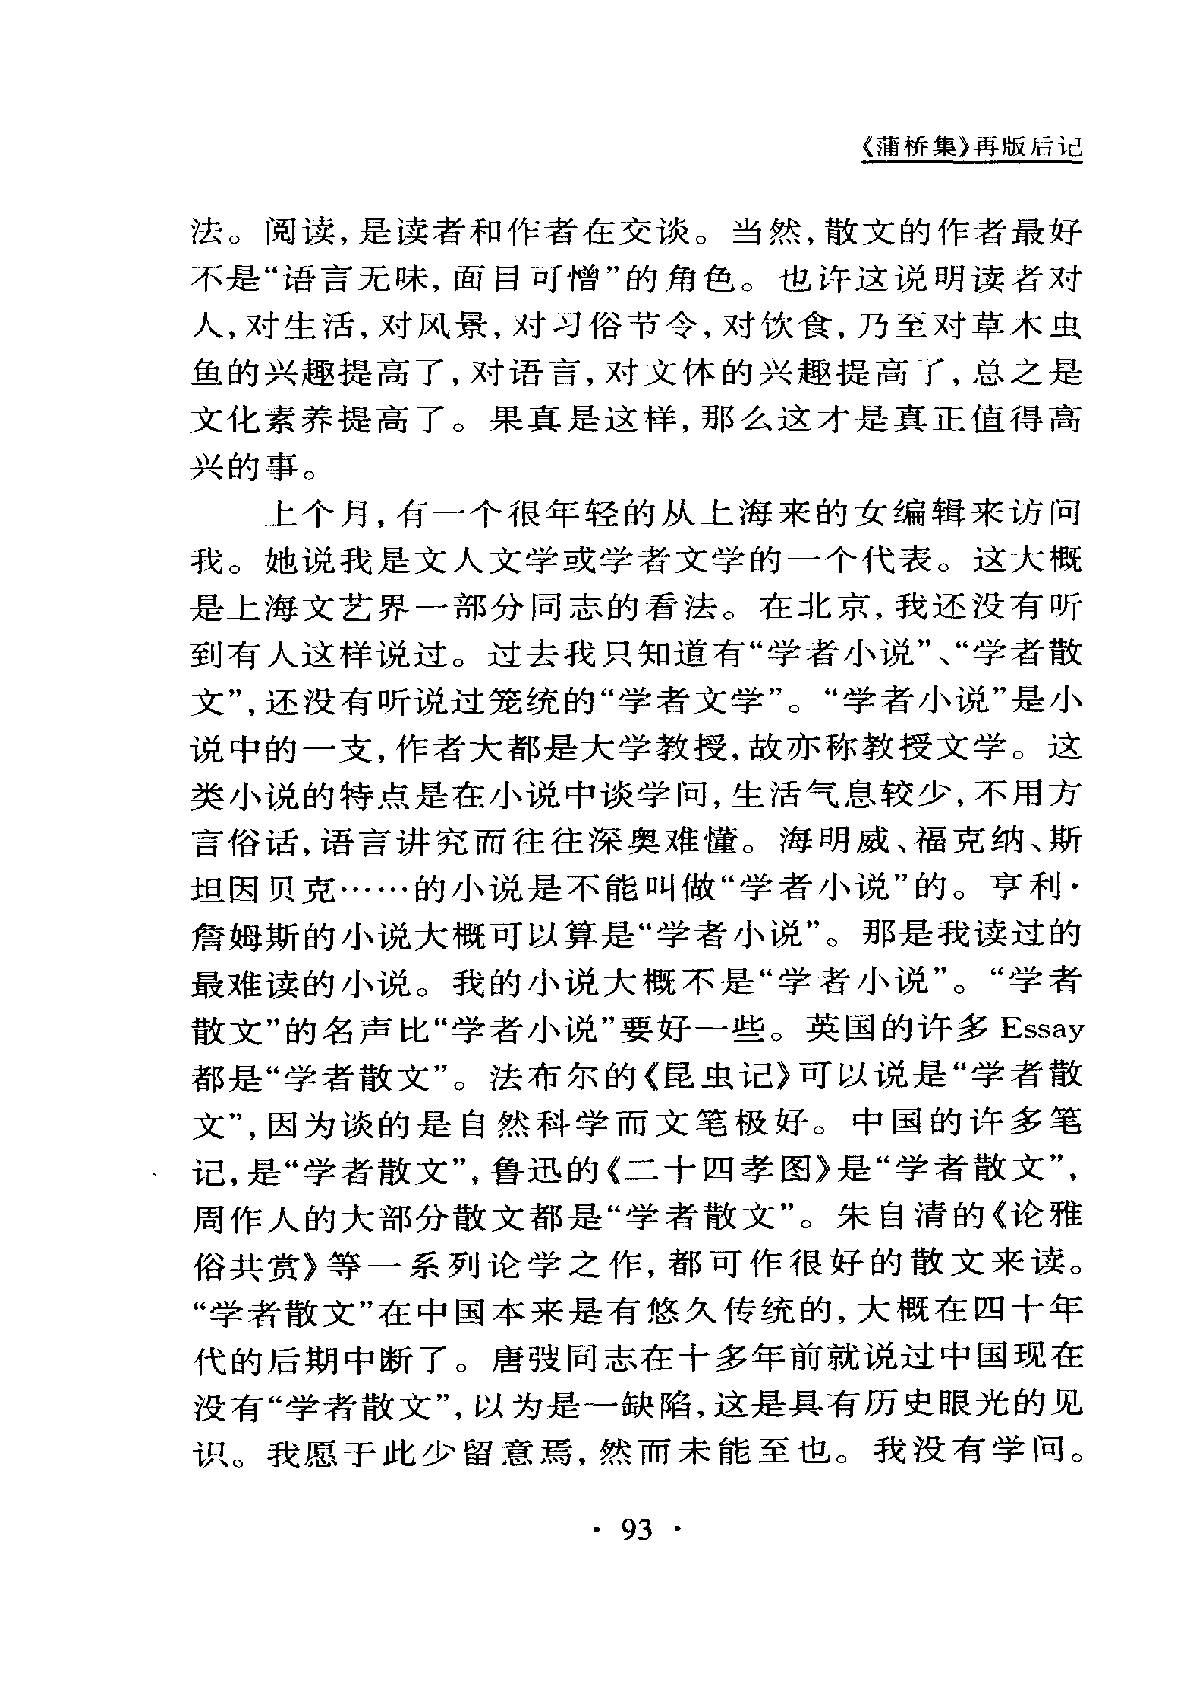 《蒲桥集》再版后记
法。阅读,是读者和作者在交谈。当然,散文的作者最好
不是“语言无味,面目可憎”的角色。也许这说明读者对
人,对生活,对风景,对习俗节令,对饮食,乃至对草木虫
鱼的兴趣提高了,对语言,对文体的兴趣提高了,总之是
文化素养提高了。果真是这样,那么这才是真正值得高
兴的事。
上个月,有一个很年轻的从上海来的女编辑来访问
我。她说我是文人文学或学者文学的一个代表。这大概
是上海文艺界一部分同志的看法。在北京,我还没有听
到有人这样说过。过去我只知道有“学者小说”、“学者散
文”,还没有听说过笼统的“学者文学”。“学者小说”是小
说中的一支,作者大都是大学教授,故亦称教授文学。这
类小说的特点是在小说中谈学问,生活气息较少,不用方
言俗话,语言讲究而往往深奥难懂。海明威、福克纳、斯
坦因贝克……的小说是不能叫做“学者小说”的。亨利·
詹姆斯的小说大概可以算是“学者小说”。那是我读过的
最难读的小说。我的小说大概不是“学者小说”。“学者
散文”的名声比“学者小说”要好一些。英国的许多 Essay
都是“学者散文”。法布尔的《昆虫记》可以说是“学者散
文”,因为谈的是自然科学而文笔极好。中国的许多笔
记,是“学者散文”,鲁迅的《二十四孝图》是“学者散文”,
周作人的大部分散文都是“学者散文”。朱自清的《论雅
俗共赏》等一系列论学之作,都可作很好的散文来读。
“学者散文”在中国本来是有悠久传统的,大概在四十年
代的后期中断了。唐弢同志在十多年前就说过中国现在
没有“学者散文”,以为是一缺陷,这是具有历史眼光的见
识。我愿于此少留意焉,然而未能至也。我没有学问。
· 93 ·